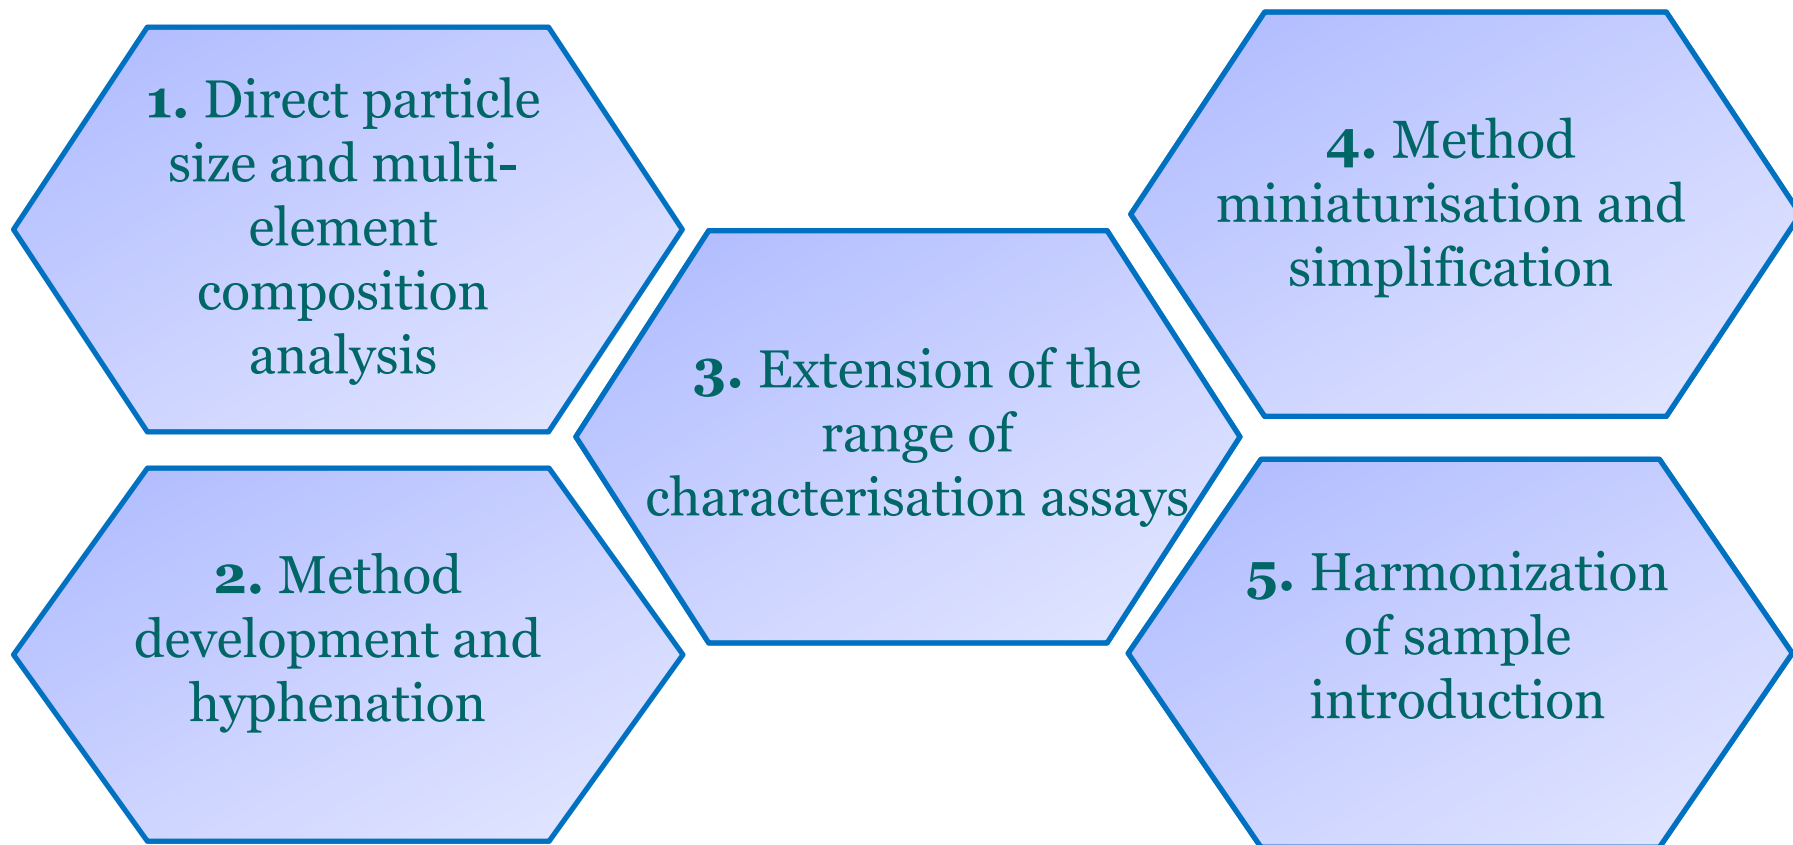 1. Direct particle
size and multi-
element
composition
analysis
2. Method
development and
hyphenation
3. Extension of the
range of
characterisation assays
4. Method
miniaturisation and
simplification
5. Harmonization
of sample
introduction